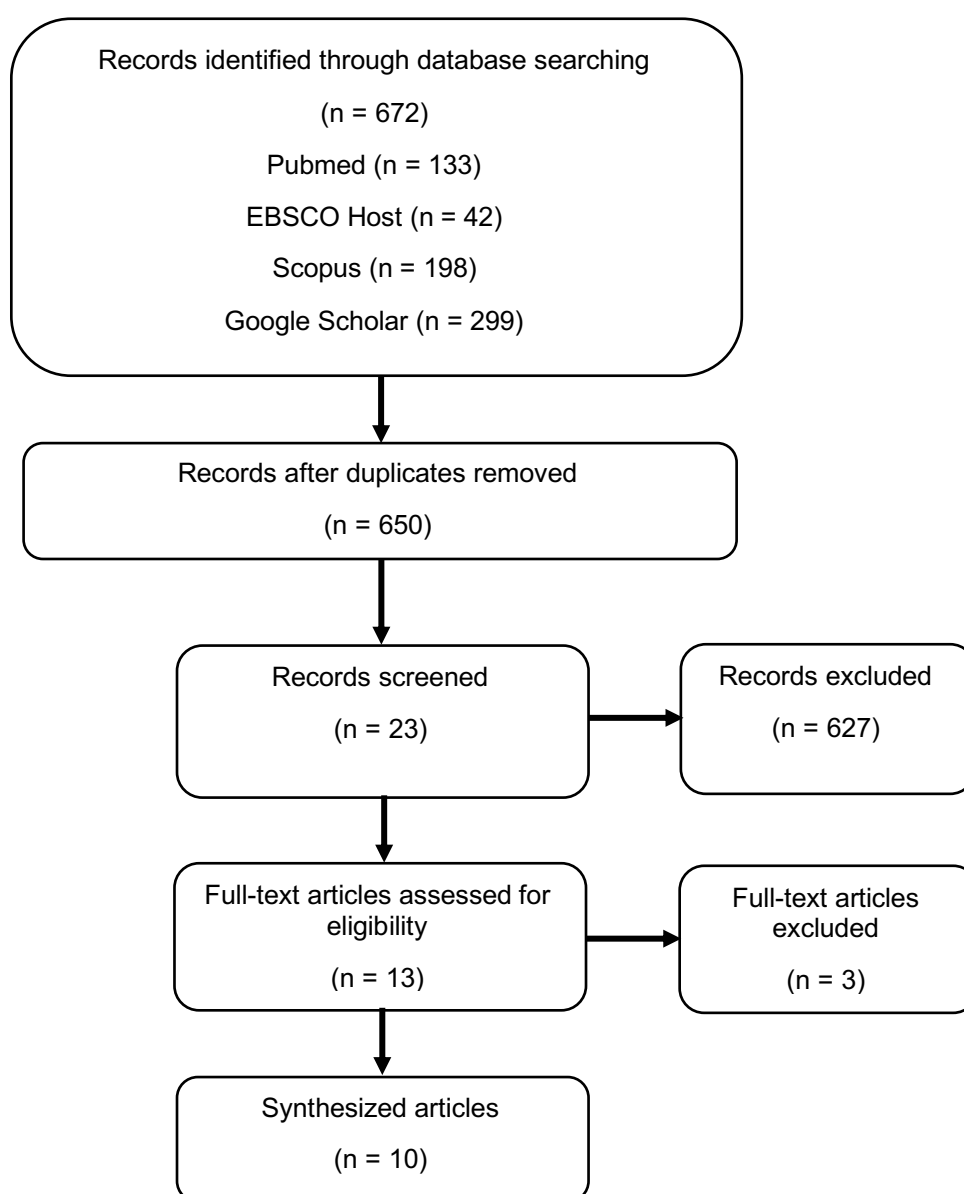 Records identified through database searching
(n = 672)
Pubmed (n = 133)
EBSCO Host (n = 42)
Scopus (n = 198)
Google Scholar (n = 299)
Records after duplicates removed
(n = 650)
Records screened
(n = 23)
Records excluded
(n = 627)
Full-text articles assessed for
eligibility
(n = 13)
Full-text articles
excluded
(n = 3)
Synthesized articles
(n = 10)